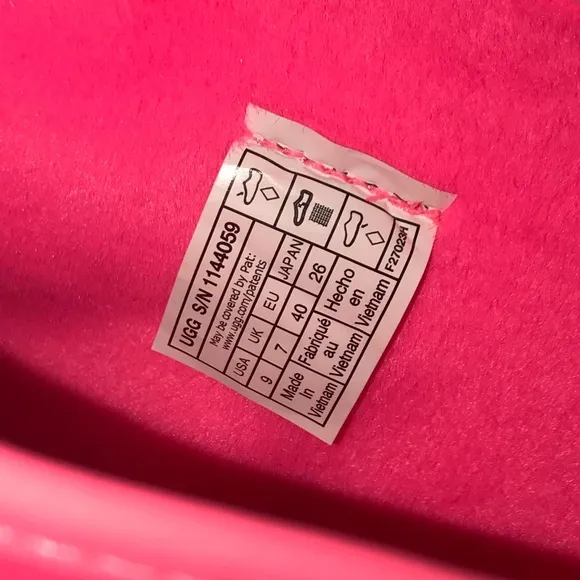 UGG S/N 1144059
May be covered by Pat:
www.ugg.com/patents
USA UK EU JAPAN
9 7 40 26
Made in Vietnam
Fabriqué au Vietnam
Hecho en Vietnam
F27023H